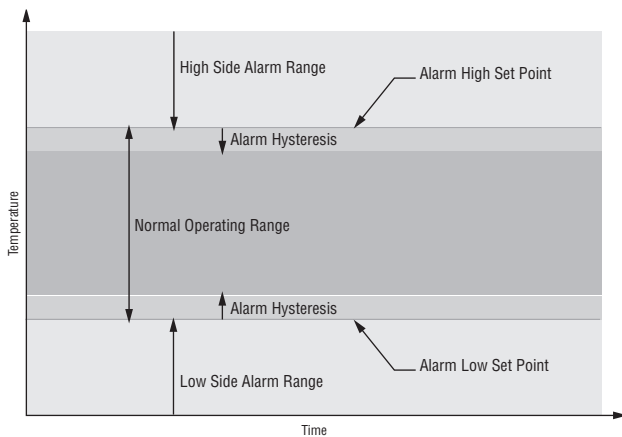 High Side Alarm Range
Alarm High Set Point
Alarm Hysteresis
Temperature
Normal Operating Range
Alarm Hysteresis
Alarm Low Set Point
Low Side Alarm Range
Time